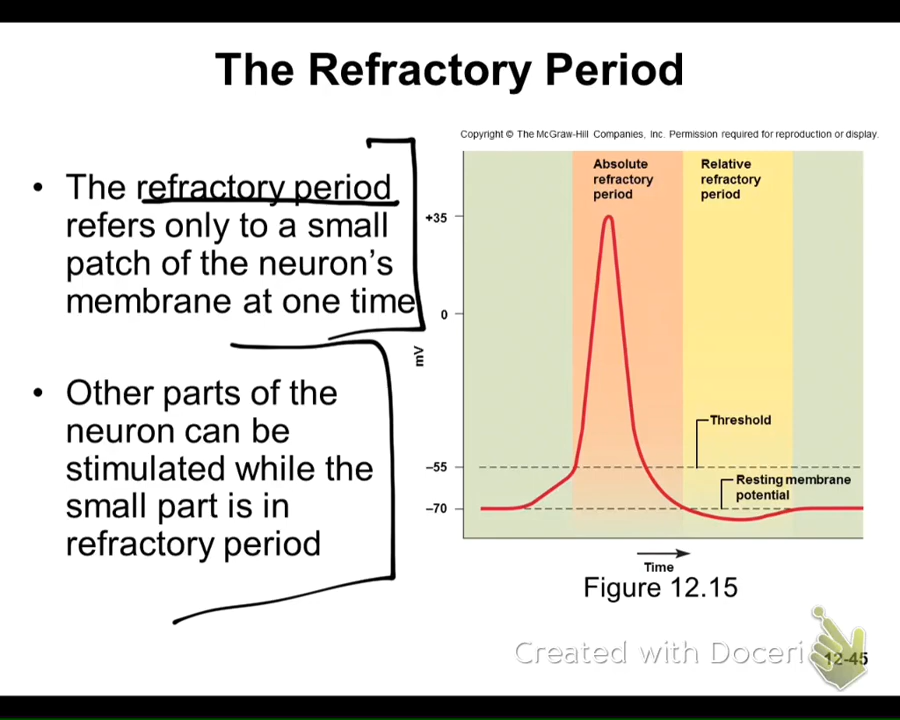 The Refractory Period
• The refractory period
refers only to a small
patch of the neuron's
membrane at one time
• Other parts of the
neuron can be
stimulated while the
small part is in
refractory period
Copyright © The McGraw-Hill Companies, Inc. Permission required for reproduction or display.
Absolute
refractory
period
Relative
refractory
period
+35
0
mV
Threshold
–55
Resting membrane
potential
–70
Time
Figure 12.15
Created with Doceri
12-45